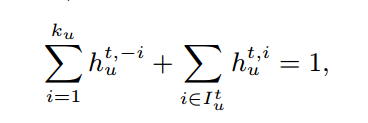 $$\sum_{i=1}^{k_u} h_u^{t,-i} + \sum_{i \in I_u^t} h_u^{t,i} = 1,$$